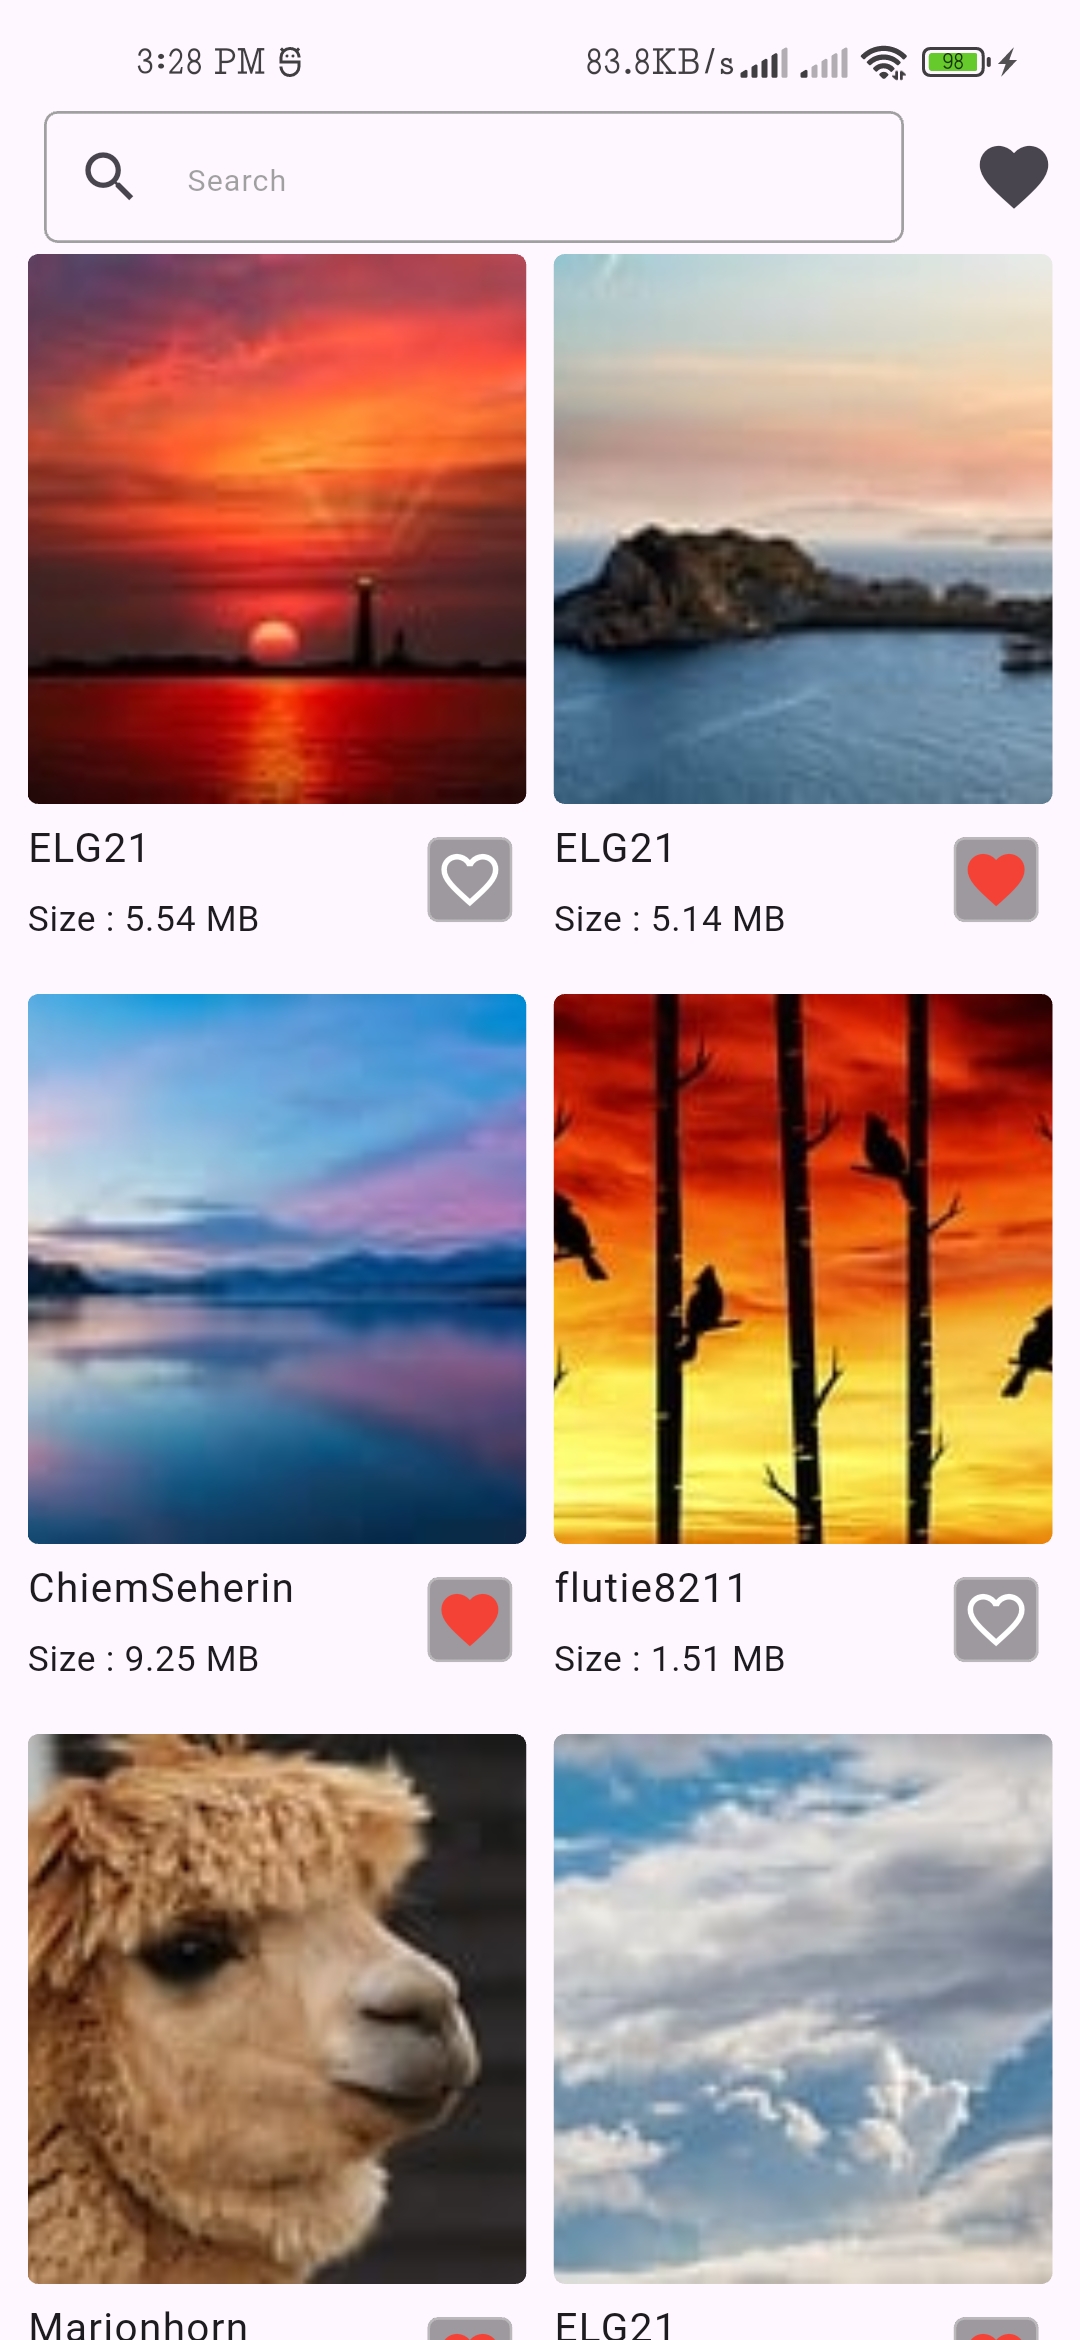 3:28 PM
83.8KB/s
98
Search
ELG21
Size : 5.54 MB
ELG21
Size : 5.14 MB
ChiemSeherin
Size : 9.25 MB
flutie8211
Size : 1.51 MB
Marionhorn
ELG21